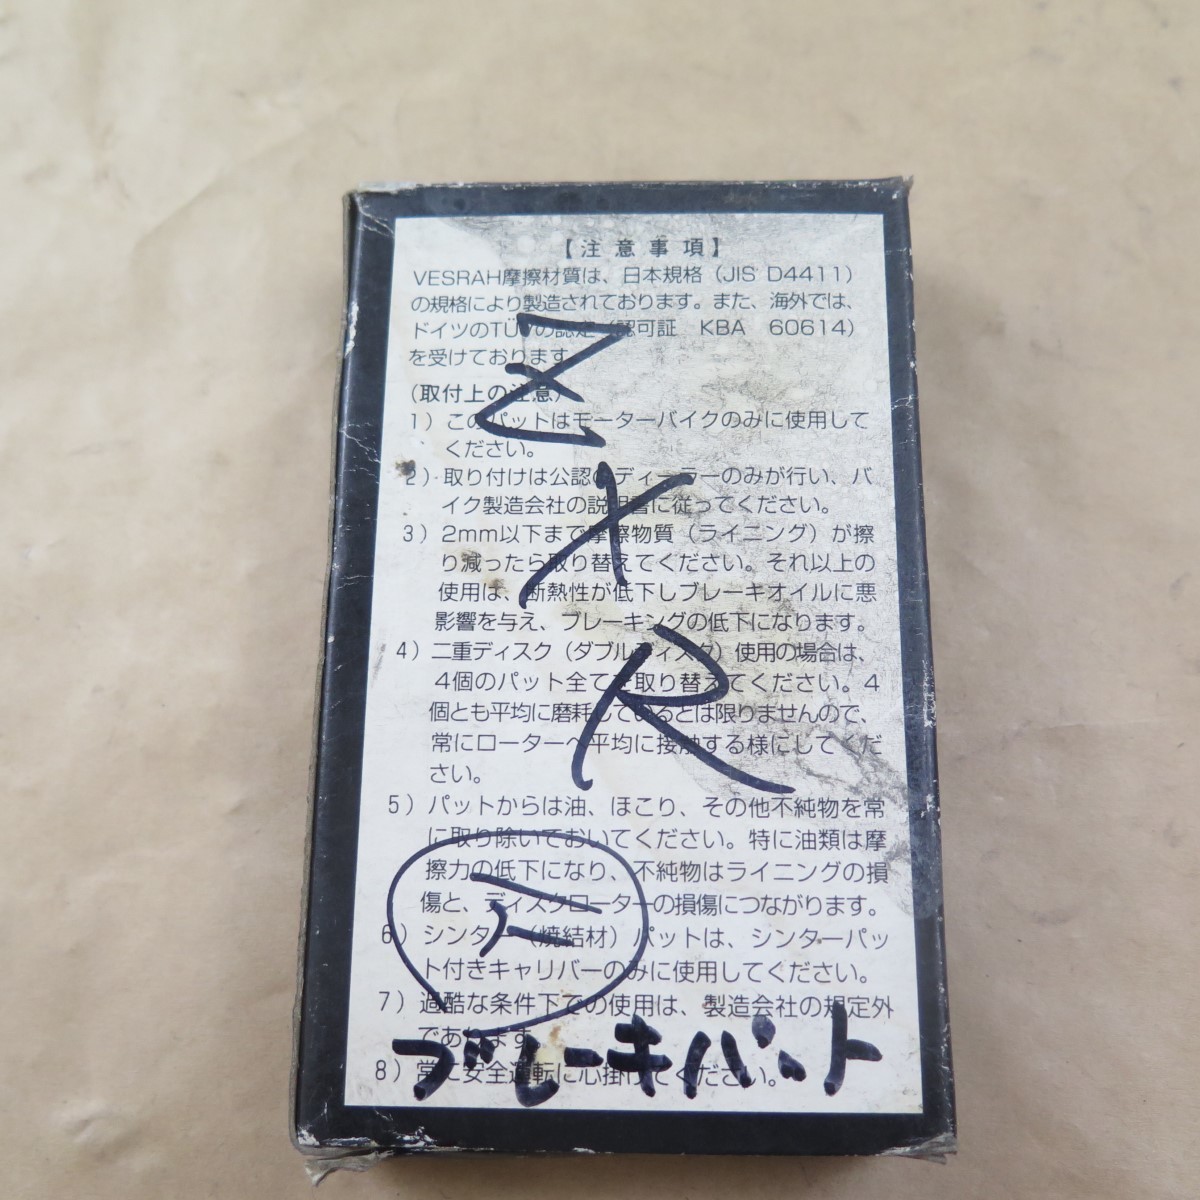 【注意事項】
VESRAH摩擦材質は、日本規格（JIS D4411）
の規格により製造されております。また、海外では、
ドイツのTÜVの認定（認可証 KBA 60614）
を受けております。
（取付上の注意）
1）このパットはモーターバイクのみに使用して
ください。
2）取り付けは公認のディーラーのみが行い、バ
イク製造会社の説明書に従ってください。
3）2mm以下まで摩擦物質（ライニング）が擦
り減ったら取り替えてください。それ以上の
使用は、断熱性が低下しブレーキオイルに悪
影響を与え、ブレーキングの低下になります。
4）二重ディスク（ダブルディスク）使用の場合は、
4個のパット全てを取り替えてください。4
個とも平均に磨耗しているとは限りませんので、
常にローターへ平均に接触する様にしてくだ
さい。
5）パットからは油、ほこり、その他不純物を常
に取り除いておいてください。特に油類は摩
擦力の低下になり、不純物はライニングの損
傷と、ディスクローターの損傷につながります。
6）シンター（焼結材）パットは、シンターパッ
ト付きキャリパーのみに使用してください。
7）過酷な条件下での使用は、製造会社の規定外
であります。
8）常に安全運転に心掛けてください。
ZXR
ブレーキパット